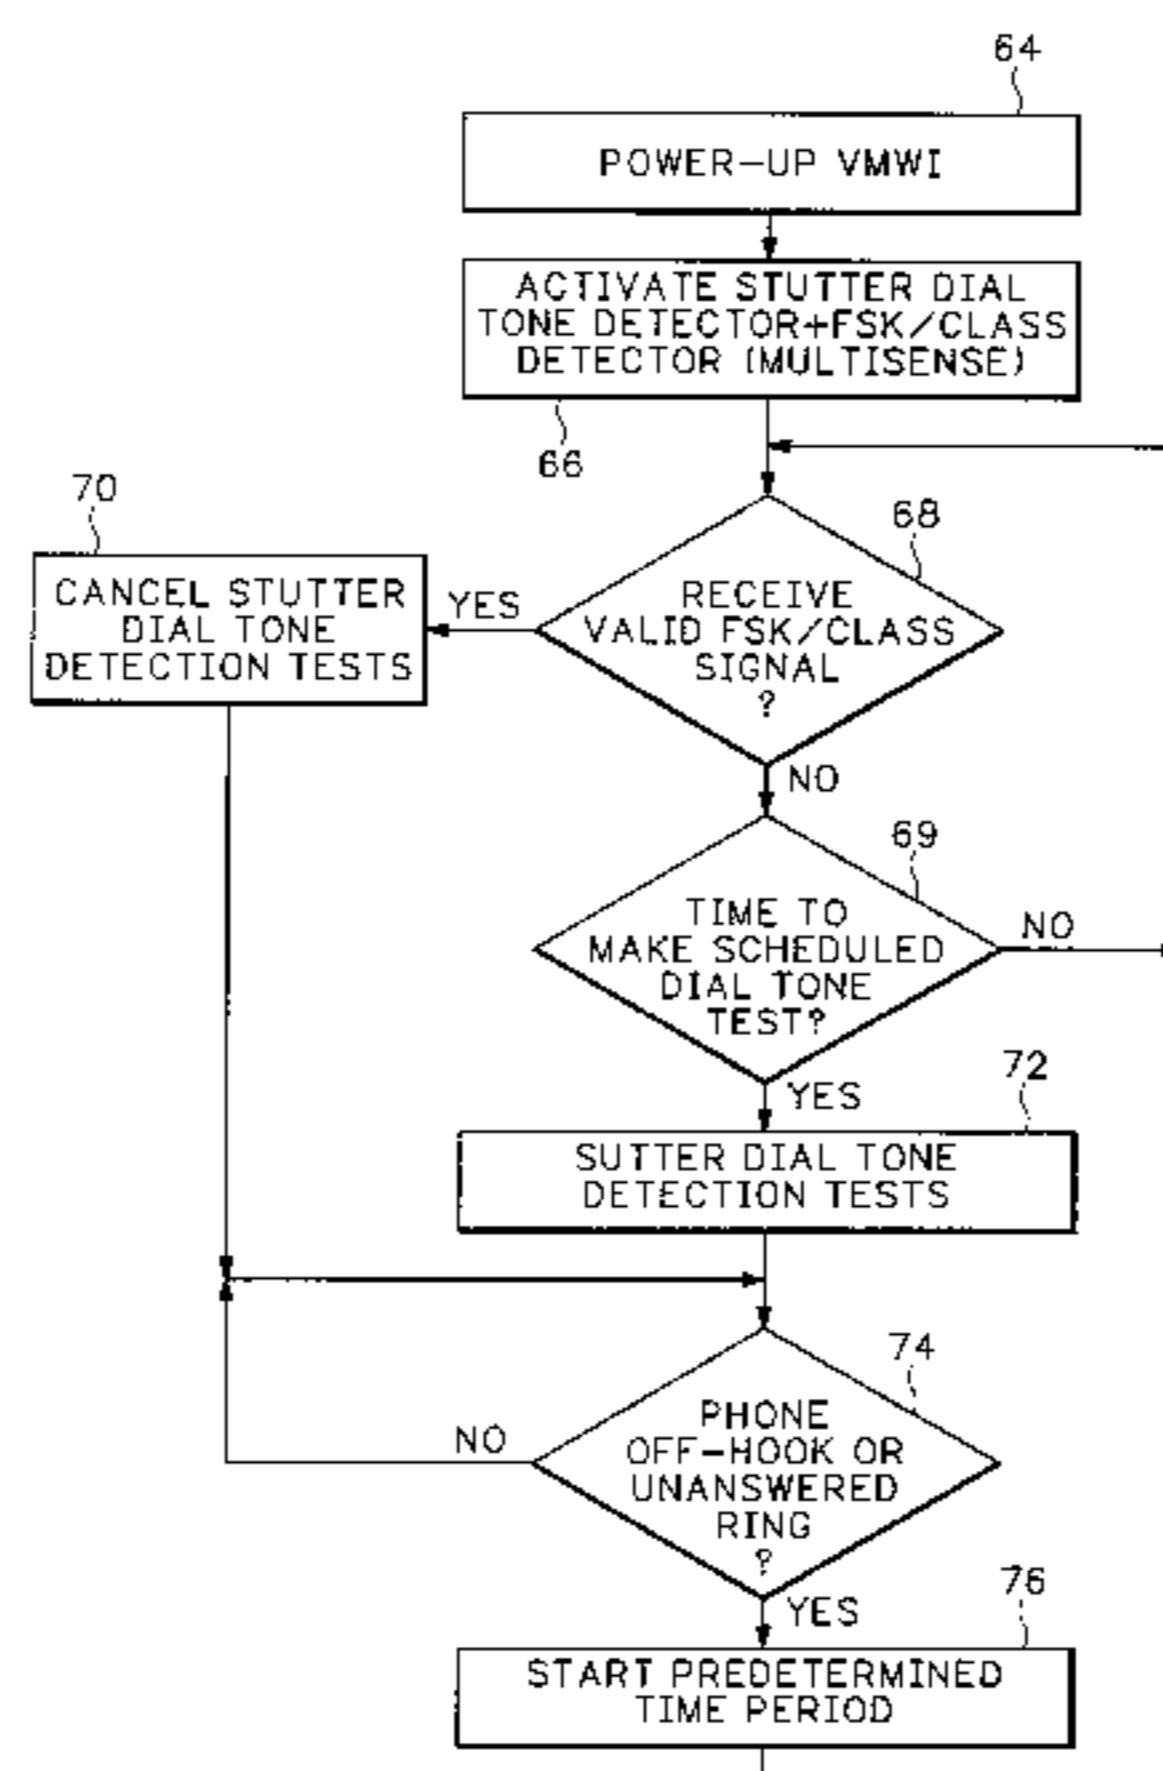 64
POWER-UP VMWI
ACTIVATE STUTTER DIAL
TONE DETECTOR+FSK/CLASS
DETECTOR (MULTISENSE)
66
70
68
CANCEL STUTTER
DIAL TONE
DETECTION TESTS
YES
RECEIVE
VALID FSK/CLASS
SIGNAL
?
NO
69
TIME TO
MAKE SCHEDULED
DIAL TONE
TEST?
NO
YES
72
SUTTER DIAL TONE
DETECTION TESTS
74
PHONE
OFF-HOOK OR
UNANSWERED
RING
?
NO
YES
76
START PREDETERMINED
TIME PERIOD